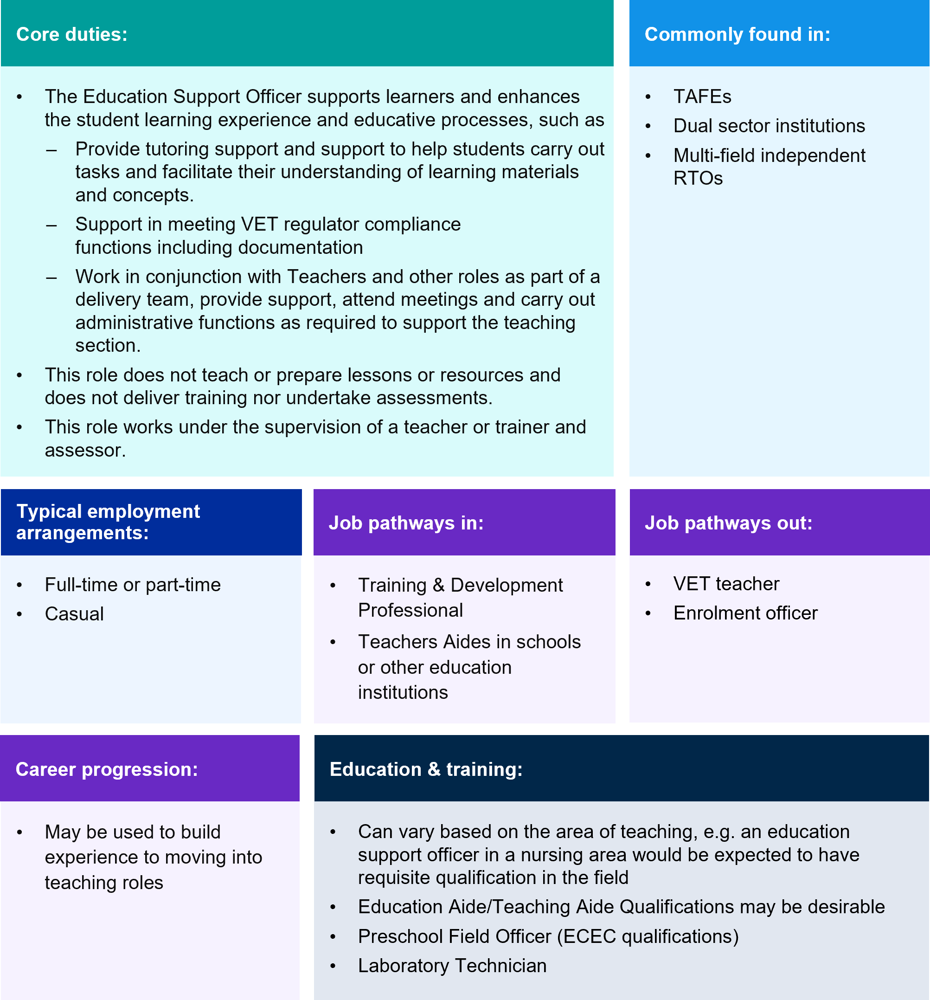 Core duties:
• The Education Support Officer supports learners and enhances
the student learning experience and educative processes, such as
– Provide tutoring support and support to help students carry out
tasks and facilitate their understanding of learning materials
and concepts.
– Support in meeting VET regulator compliance
functions including documentation
– Work in conjunction with Teachers and other roles as part of a
delivery team, provide support, attend meetings and carry out
administrative functions as required to support the teaching
section.
• This role does not teach or prepare lessons or resources and
does not deliver training nor undertake assessments.
• This role works under the supervision of a teacher or trainer and
assessor.
Commonly found in:
• TAFEs
• Dual sector institutions
• Multi-field independent
RTOs
Typical employment
arrangements:
• Full-time or part-time
• Casual
Job pathways in:
• Training & Development
Professional
• Teachers Aides in schools
or other education
institutions
Job pathways out:
• VET teacher
• Enrolment officer
Career progression:
• May be used to build
experience to moving into
teaching roles
Education & training:
• Can vary based on the area of teaching, e.g. an education
support officer in a nursing area would be expected to have
requisite qualification in the field
• Education Aide/Teaching Aide Qualifications may be desirable
• Preschool Field Officer (ECEC qualifications)
• Laboratory Technician